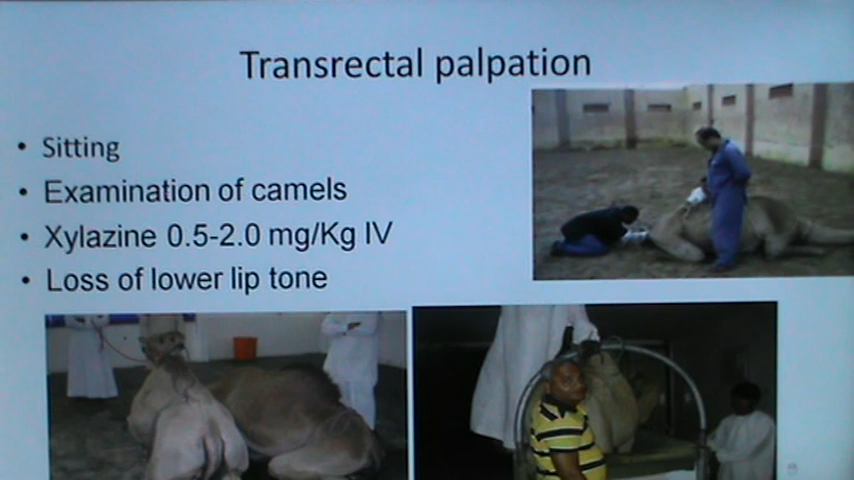 Transrectal palpation
• Sitting
• Examination of camels
• Xylazine 0.5-2.0 mg/Kg IV
• Loss of lower lip tone